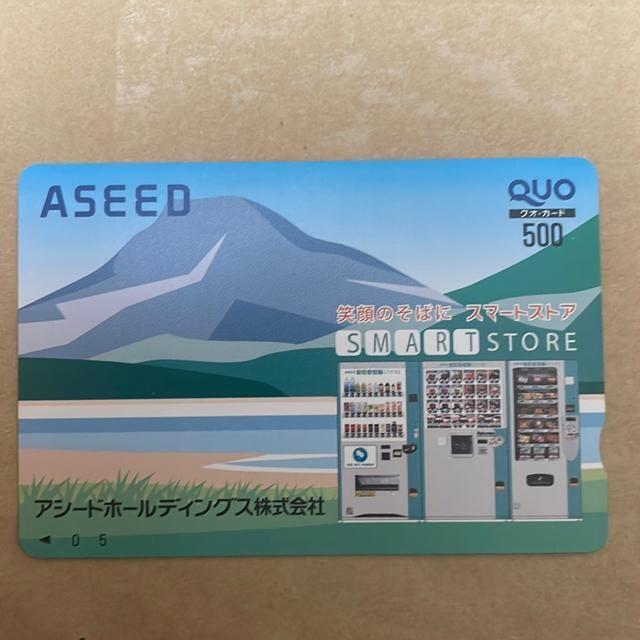 ASEED
QUO
クオ・カード
500
笑顔のそばに スマートストア
SMART STORE
アシードホールディングス株式会社
◀ 0 5